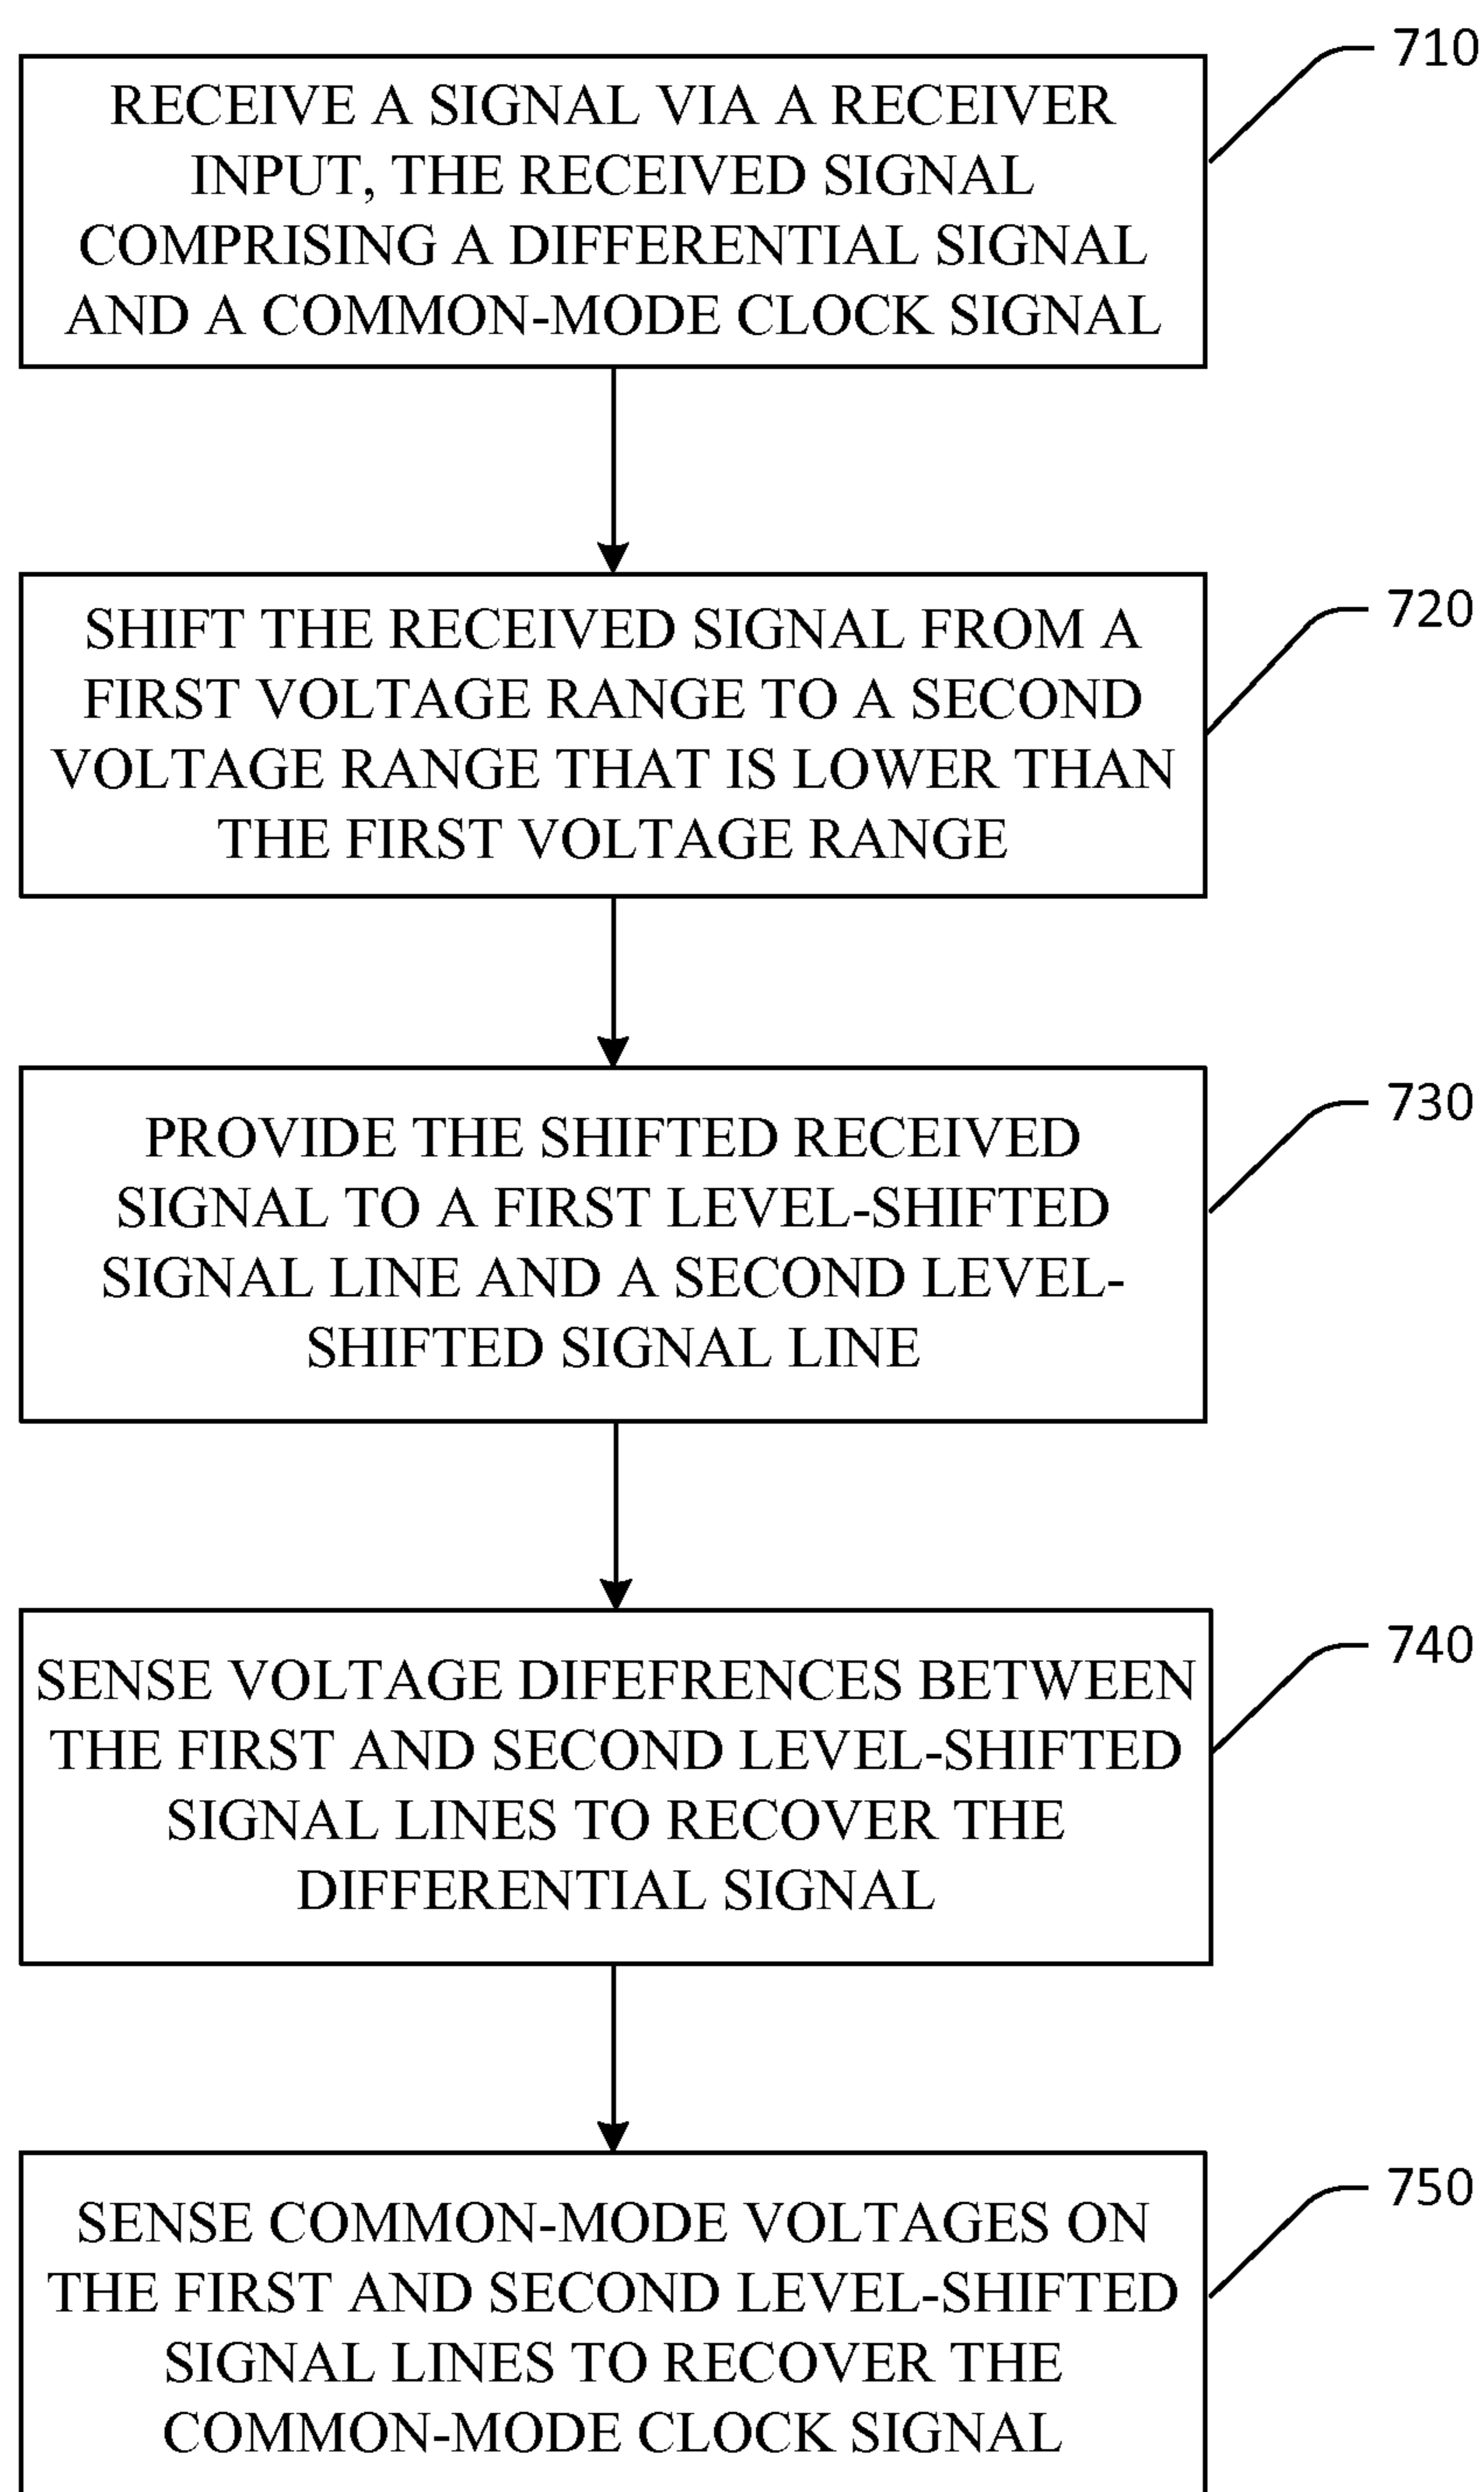 710
RECEIVE A SIGNAL VIA A RECEIVER
INPUT, THE RECEIVED SIGNAL
COMPRISING A DIFFERENTIAL SIGNAL
AND A COMMON-MODE CLOCK SIGNAL
720
SHIFT THE RECEIVED SIGNAL FROM A
FIRST VOLTAGE RANGE TO A SECOND
VOLTAGE RANGE THAT IS LOWER THAN
THE FIRST VOLTAGE RANGE
730
PROVIDE THE SHIFTED RECEIVED
SIGNAL TO A FIRST LEVEL-SHIFTED
SIGNAL LINE AND A SECOND LEVEL-
SHIFTED SIGNAL LINE
740
SENSE VOLTAGE DIFEFRENCES BETWEEN
THE FIRST AND SECOND LEVEL-SHIFTED
SIGNAL LINES TO RECOVER THE
DIFFERENTIAL SIGNAL
750
SENSE COMMON-MODE VOLTAGES ON
THE FIRST AND SECOND LEVEL-SHIFTED
SIGNAL LINES TO RECOVER THE
COMMON-MODE CLOCK SIGNAL